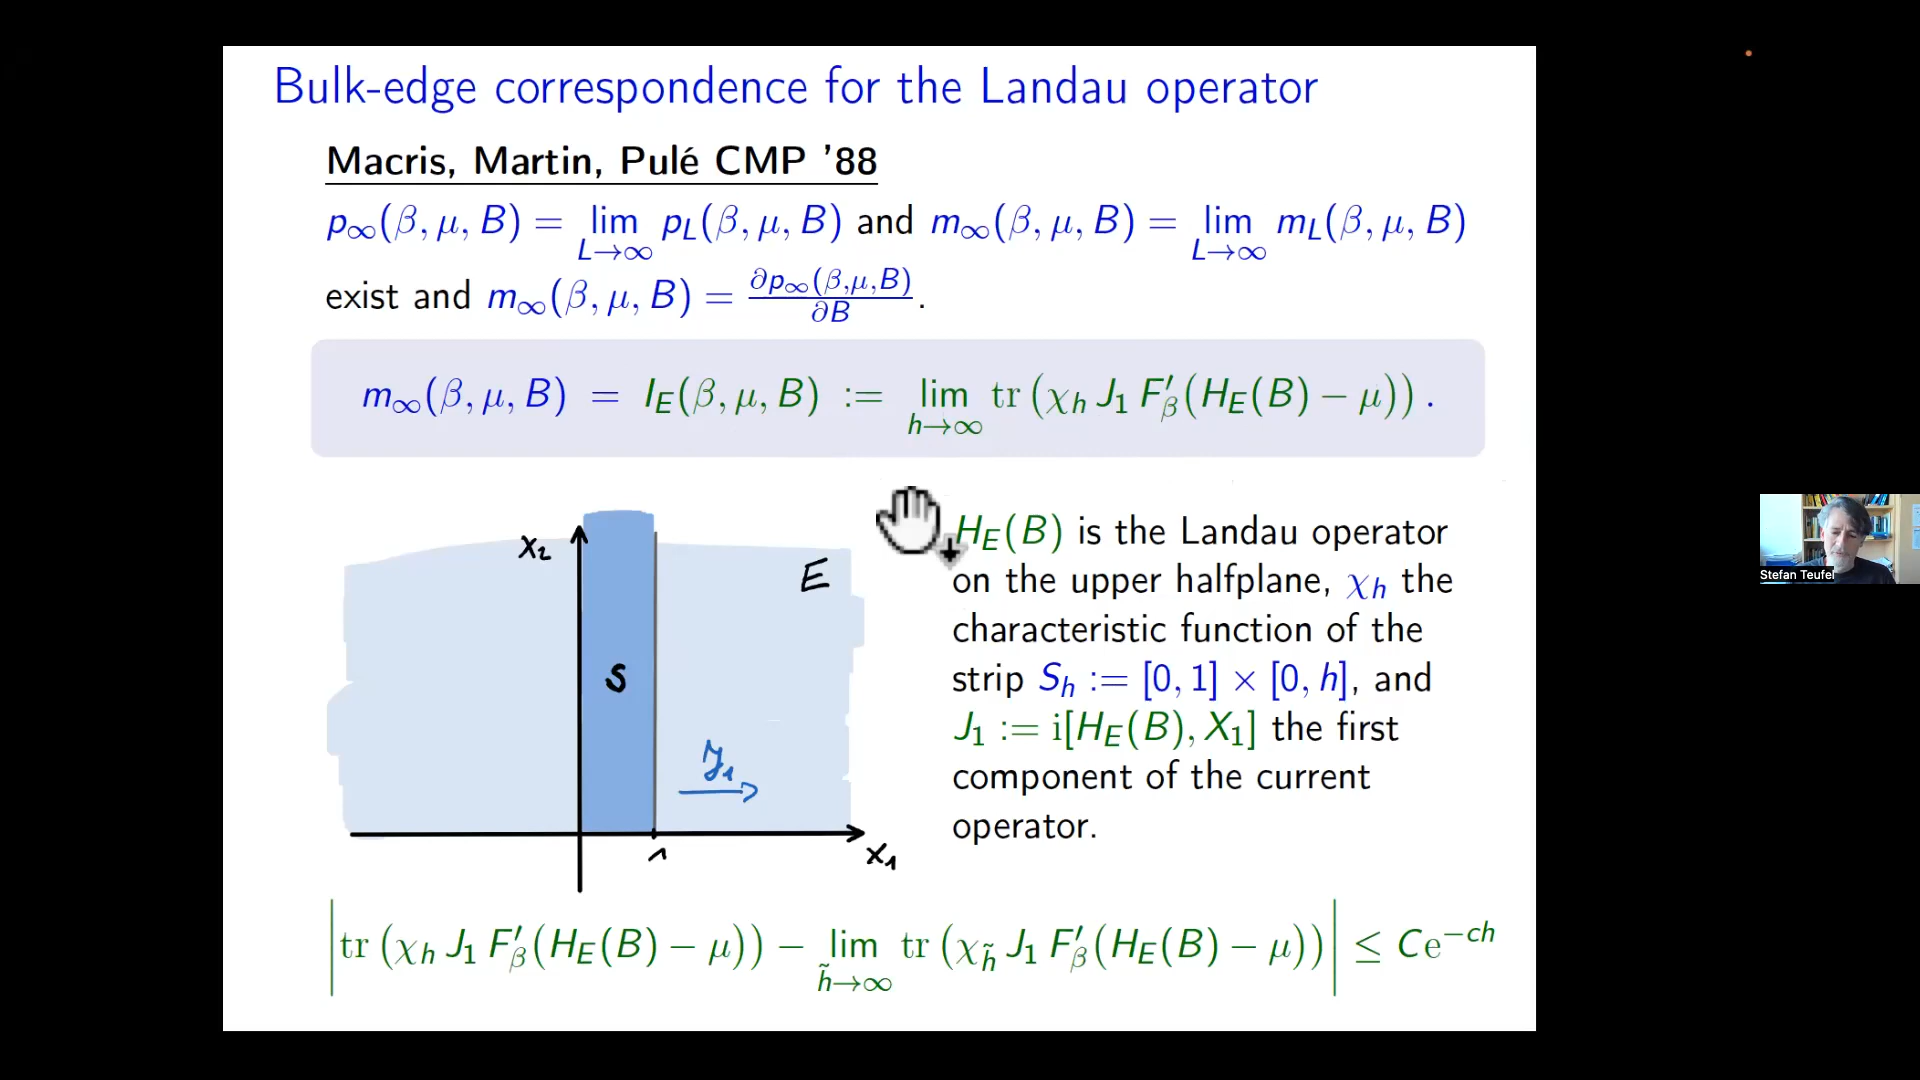 Bulk-edge correspondence for the Landau operator
Macris, Martin, Pulé CMP '88
p∞(β, μ, B) = lim L→∞ pL(β, μ, B) and m∞(β, μ, B) = lim L→∞ mL(β, μ, B)
exist and m∞(β, μ, B) = ∂p∞(β,μ,B)/∂B .
m∞(β, μ, B) = IE(β, μ, B) := lim h→∞ tr (χh J1 F′β(HE(B) − μ)) .
HE(B) is the Landau operator
on the upper halfplane, χh the
characteristic function of the
strip Sh := [0, 1] × [0, h], and
J1 := i[HE(B), X1] the first
component of the current
operator.
x2
E
S
J1
1
x1
|tr (χh J1 F′β(HE(B) − μ)) − lim h̃→∞ tr (χh̃ J1 F′β(HE(B) − μ))| ≤ Ce^−ch
Stefan Teufel